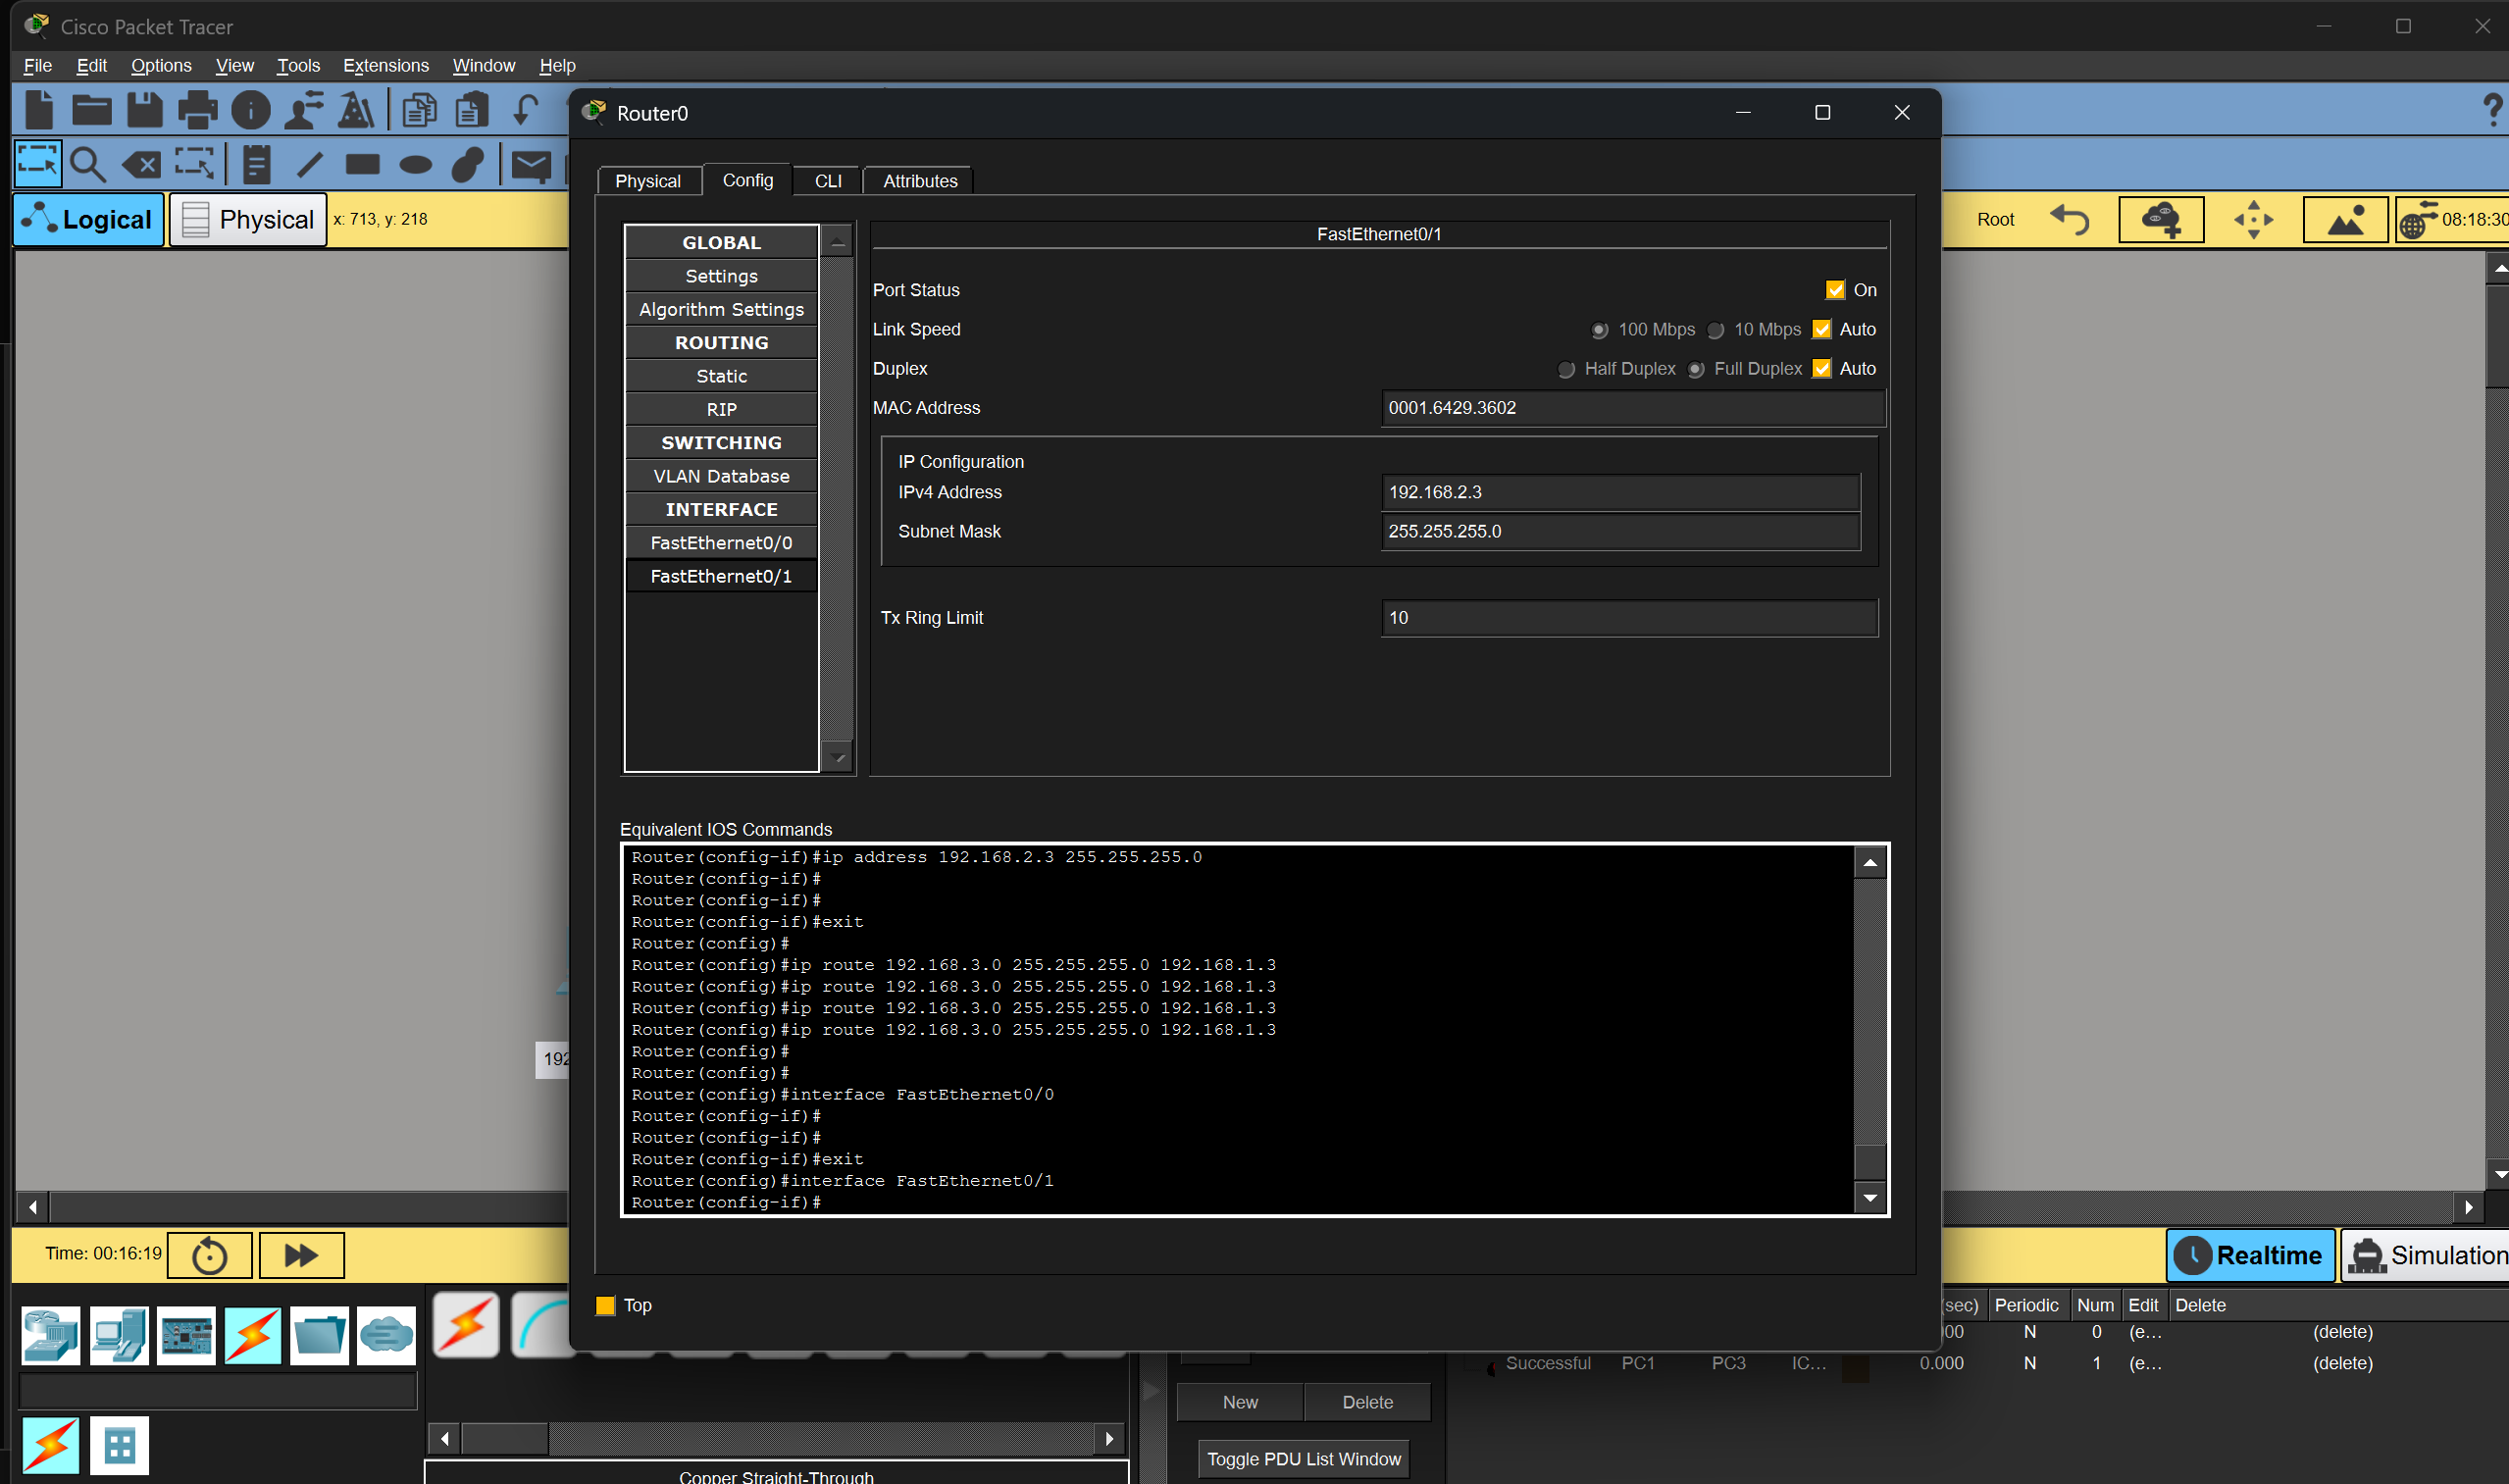 Cisco Packet Tracer
File Edit Options View Tools Extensions Window Help
Router0
Physical Config CLI Attributes
Logical Physical x: 713, y: 218
Root 08:18:30
GLOBAL
Settings
Algorithm Settings
ROUTING
Static
RIP
SWITCHING
VLAN Database
INTERFACE
FastEthernet0/0
FastEthernet0/1
FastEthernet0/1
Port Status On
Link Speed 100 Mbps 10 Mbps Auto
Duplex Half Duplex Full Duplex Auto
MAC Address 0001.6429.3602
IP Configuration
IPv4 Address 192.168.2.3
Subnet Mask 255.255.255.0
Tx Ring Limit 10
Equivalent IOS Commands
Router(config-if)#ip address 192.168.2.3 255.255.255.0
Router(config-if)#
Router(config-if)#
Router(config-if)#exit
Router(config)#
Router(config)#ip route 192.168.3.0 255.255.255.0 192.168.1.3
Router(config)#ip route 192.168.3.0 255.255.255.0 192.168.1.3
Router(config)#ip route 192.168.3.0 255.255.255.0 192.168.1.3
Router(config)#ip route 192.168.3.0 255.255.255.0 192.168.1.3
Router(config)#
Router(config)#
Router(config)#interface FastEthernet0/0
Router(config-if)#
Router(config-if)#
Router(config-if)#exit
Router(config)#interface FastEthernet0/1
Router(config-if)#
192
Time: 00:16:19
Realtime Simulation
Top
(sec) Periodic Num Edit Delete
00 N 0 (e... (delete)
Successful PC1 PC3 IC... 0.000 N 1 (e... (delete)
New Delete
Toggle PDU List Window
Copper Straight-Through